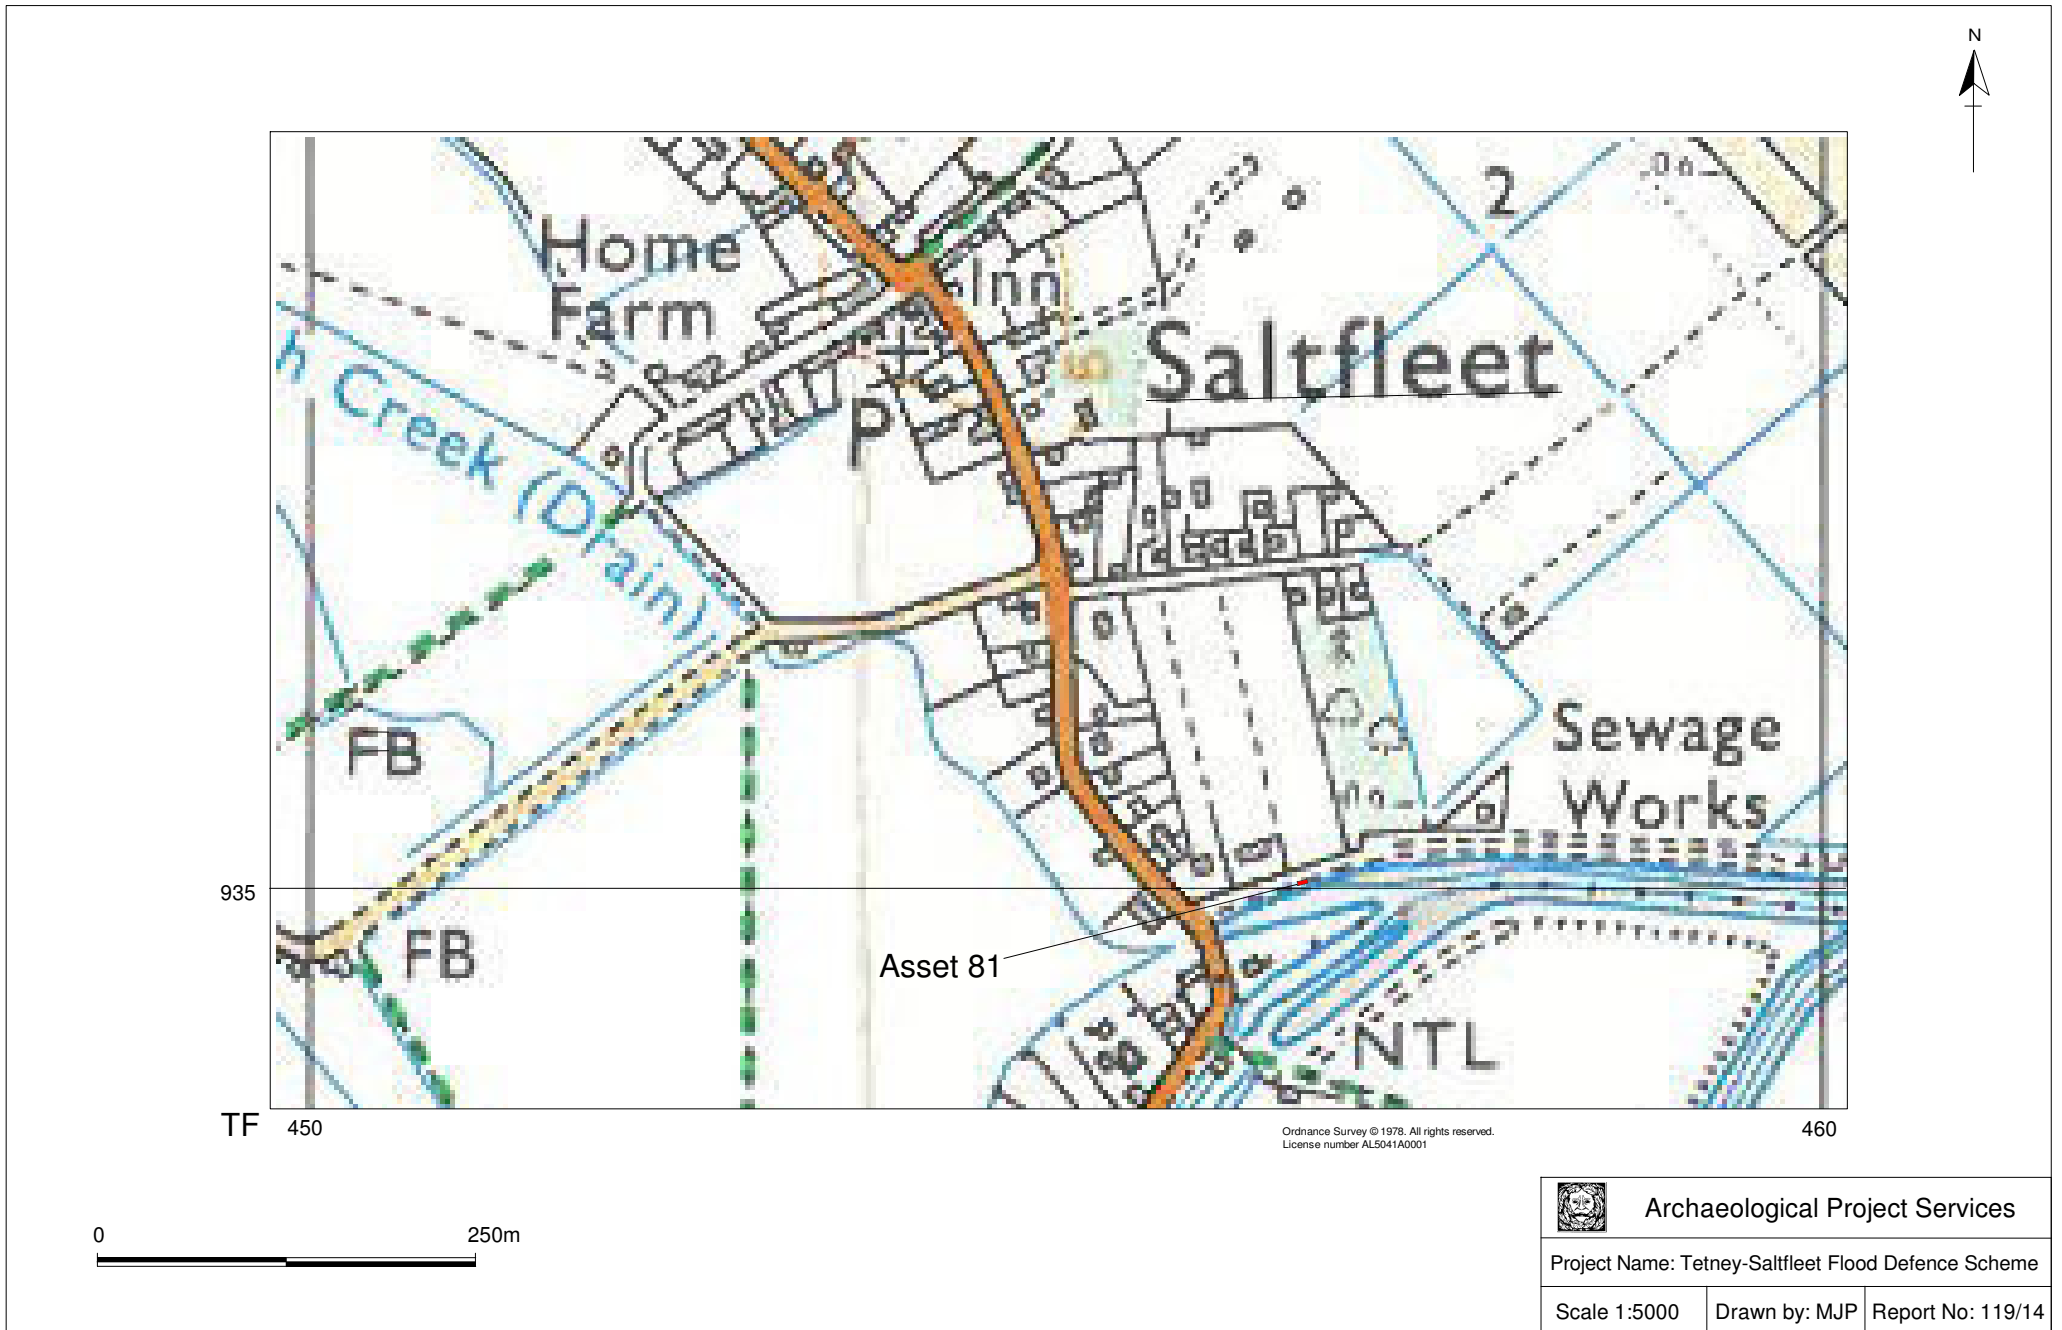 N
Home
Farm
Inn
2
Saltfleet
h Creek (Drain)
P
FB
Sewage
Works
935
FB
Asset 81
NTL
TF
450
460
Ordnance Survey © 1978. All rights reserved.
License number AL5041A0001
0
250m
Archaeological Project Services
Project Name: Tetney-Saltfleet Flood Defence Scheme
Scale 1:5000
Drawn by: MJP
Report No: 119/14